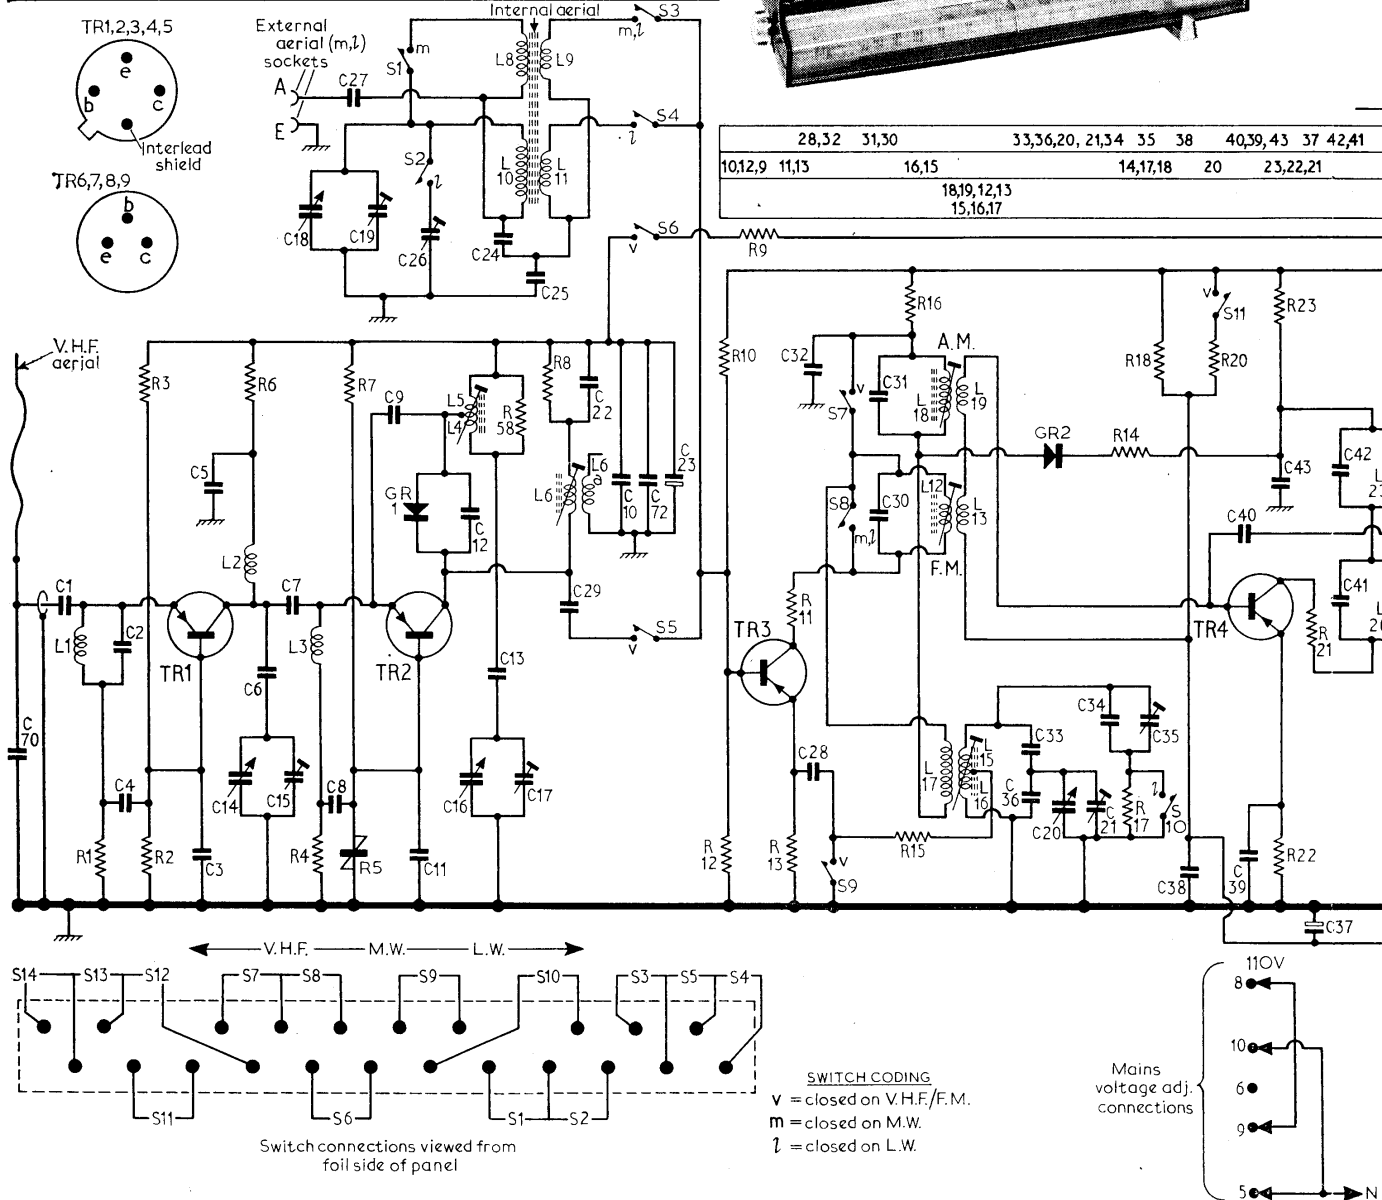 TR1,2,3,4,5
e
b
c
Interlead
shield
TR6,7,8,9
b
e
c
External
aerial (m,l)
sockets
Internal aerial
A
E
C27
m
S1
L8
L9
S3
m,l
S2
l
L
10
L
11
S4
l
C18
C19
C26
C24
C25
S6
v
R9
28,32 31,30 33,36,20, 21,34 35 38 40,39,43 37 42,41
10,12,9 11,13 16,15 14,17,18 20 23,22,21
18,19,12,13
15,16,17
V.H.F.
aerial
R3
R6
R7
C9
L5
L4
R
58
R8
C
22
C5
GR
1
C
12
L6
L6
a
C
10
C
72
C
23
L2
C1
C7
C29
L1
C2
TR1
L3
TR2
C13
S5
v
C6
C
70
C4
C14
C15
C8
C16
C17
R1
R2
C3
R4
R5
C11
R10
C32
R16
A.M.
v
S7
C31
L
18
L
19
R18
v
S11
R20
R23
GR2
R14
C43
C42
L
23
S8
m,l
C30
L12
L
13
F.M.
C40
R
11
TR3
TR4
R
21
C41
L
20
C28
L
17
L
15
L
16
C33
C
36
C34
C35
C20
C
21
R
17
l
S
10
R
12
R
13
v
S9
R15
C38
C
39
R22
C37
V.H.F. M.W. L.W.
S14 S13 S12 S7 S8 S9 S10 S3 S5 S4
S11 S6 S1 S2
Switch connections viewed from
foil side of panel
SWITCH CODING
v = closed on V.H.F./F.M.
m = closed on M.W.
l = closed on L.W.
110V
8
10
6
9
5
N
Mains
voltage adj.
connections